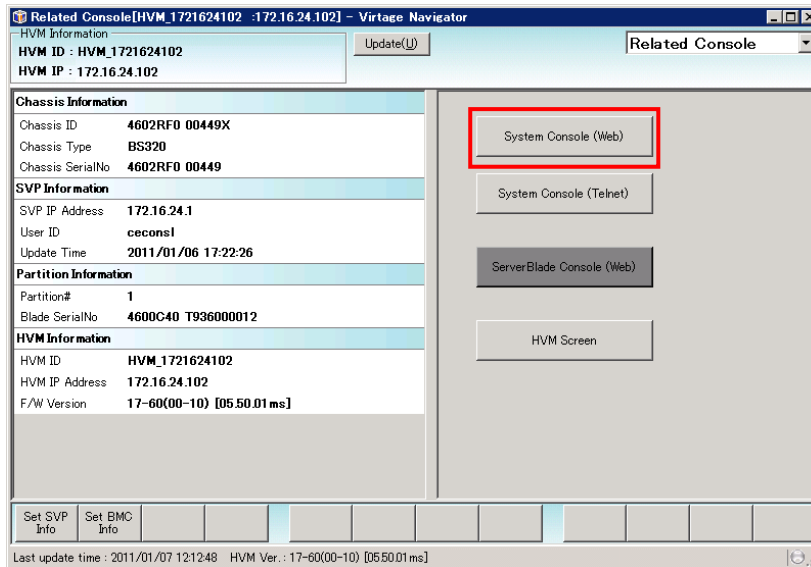 Related Console[HVM_1721624102 :172.16.24.102] - Virtage Navigator
HVM Information
HVM ID : HVM_1721624102
HVM IP : 172.16.24.102
Update(U)
Related Console
Chassis Information
Chassis ID 4602RF0 00449X
Chassis Type BS320
Chassis SerialNo 4602RF0 00449
SVP Information
SVP IP Address 172.16.24.1
User ID ceconsl
Update Time 2011/01/06 17:22:26
Partition Information
Partition# 1
Blade SerialNo 4600C40 T936000012
HVM Information
HVM ID HVM_1721624102
HVM IP Address 172.16.24.102
F/W Version 17-60(00-10) [05.50.01 ms]
System Console (Web)
System Console (Telnet)
ServerBlade Console (Web)
HVM Screen
Set SVP
Info
Set BMC
Info
Last update time : 2011/01/07 12:12:48 HVM Ver. : 17-60(00-10) [05.50.01 ms]